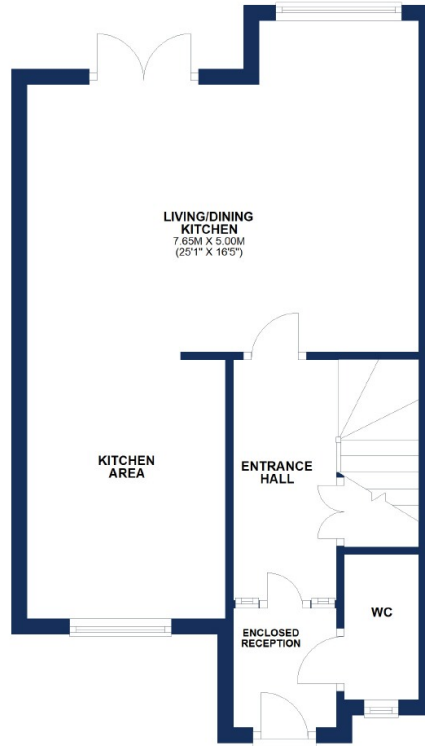 LIVING/DINING
KITCHEN
7.65M X 5.00M
(25'1" X 16'5")
KITCHEN
AREA
ENTRANCE
HALL
WC
ENCLOSED
RECEPTION